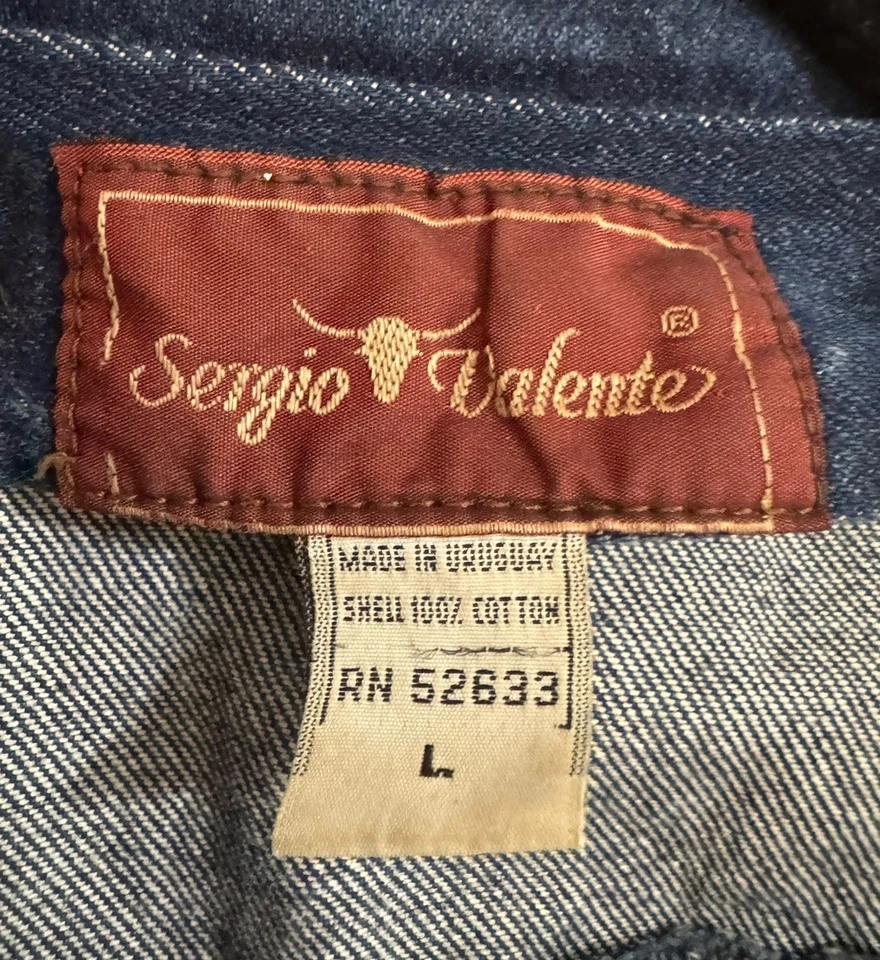 Sergio Valente ®
MADE IN URUGUAY
SHELL 100% COTTON
RN 52633
L